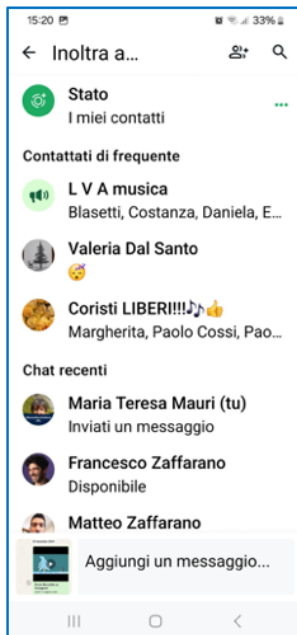 15:20 33%
Inoltra a...
Stato
I miei contatti
Contattati di frequente
L V A musica
Blasetti, Costanza, Daniela, E...
Valeria Dal Santo
😴
Coristi LIBERI!!!🎶👍
Margherita, Paolo Cossi, Pao...
Chat recenti
Maria Teresa Mauri (tu)
Inviati un messaggio
Francesco Zaffarano
Disponibile
Matteo Zaffarano
Aggiungi un messaggio...